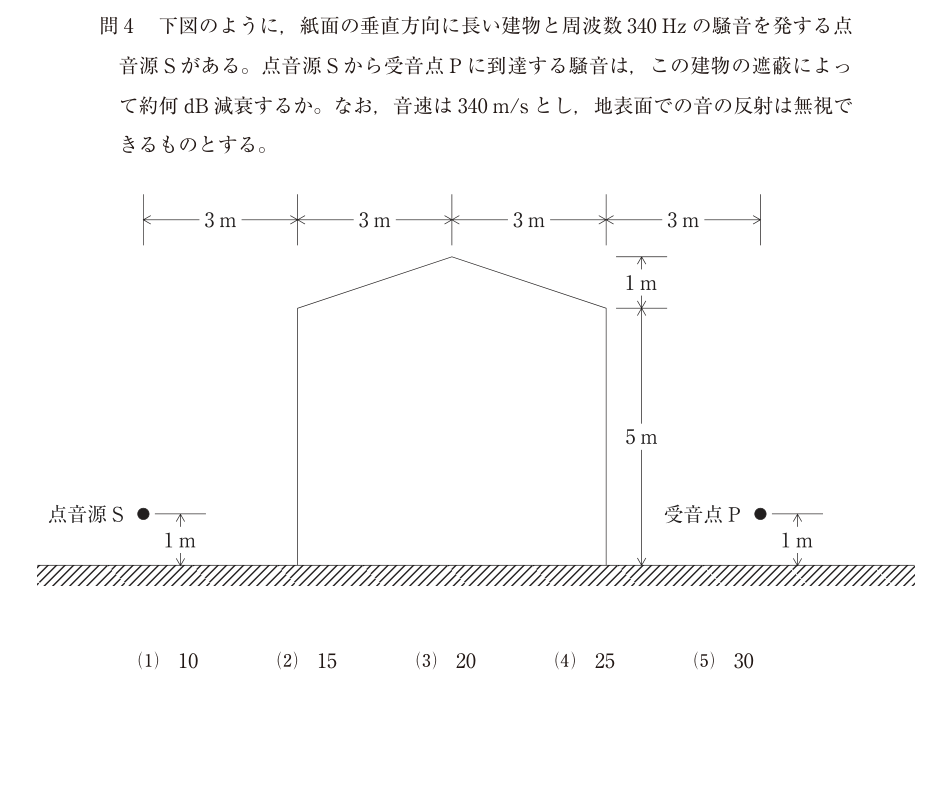 問4 下図のように，紙面の垂直方向に長い建物と周波数 340 Hz の騒音を発する点
音源 S がある。点音源 S から受音点 P に到達する騒音は，この建物の遮蔽によっ
て約何 dB 減衰するか。なお，音速は 340 m/s とし，地表面での音の反射は無視で
きるものとする。
3 m 3 m 3 m 3 m
1 m
5 m
点音源 S 受音点 P
1 m 1 m
⑴ 10 ⑵ 15 ⑶ 20 ⑷ 25 ⑸ 30